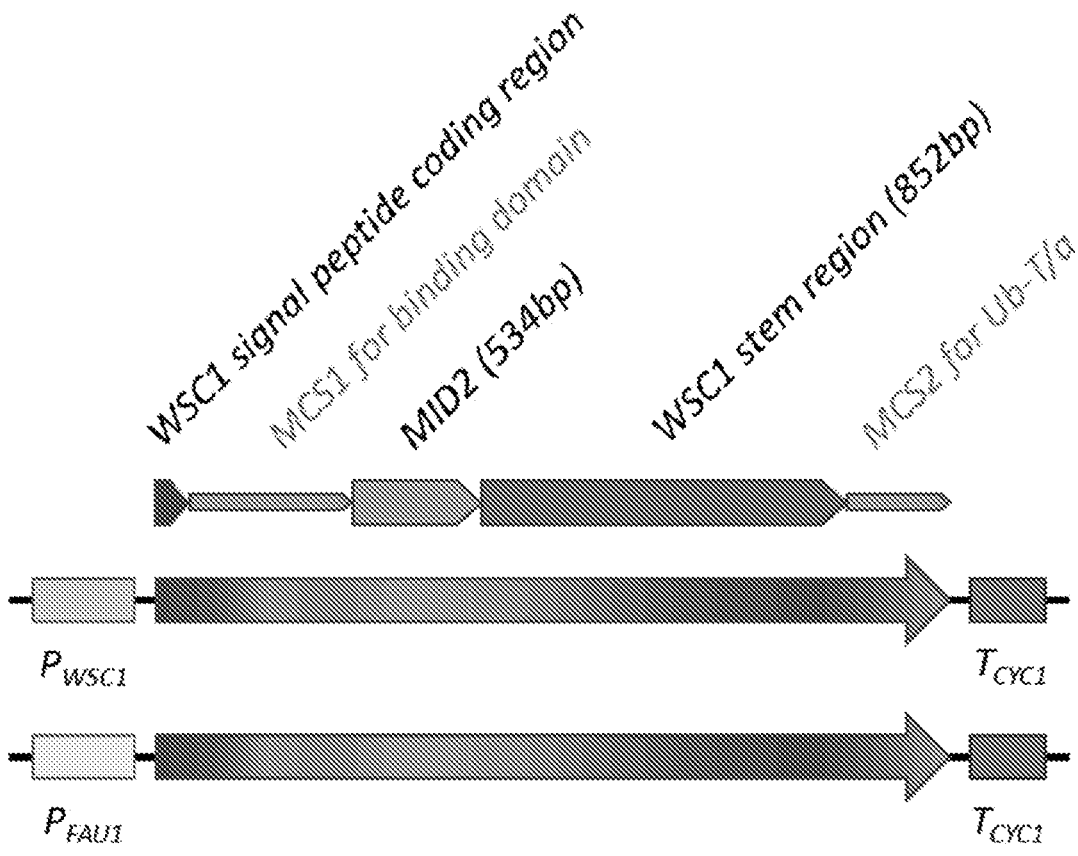 WSC1 signal peptide coding region
MCS1 for binding domain
MID2 (534bp)
WSC1 stem region (852bp)
MCS2 for Ub-T/a
PWSC1
TCYC1
PFAU1
TCYC1